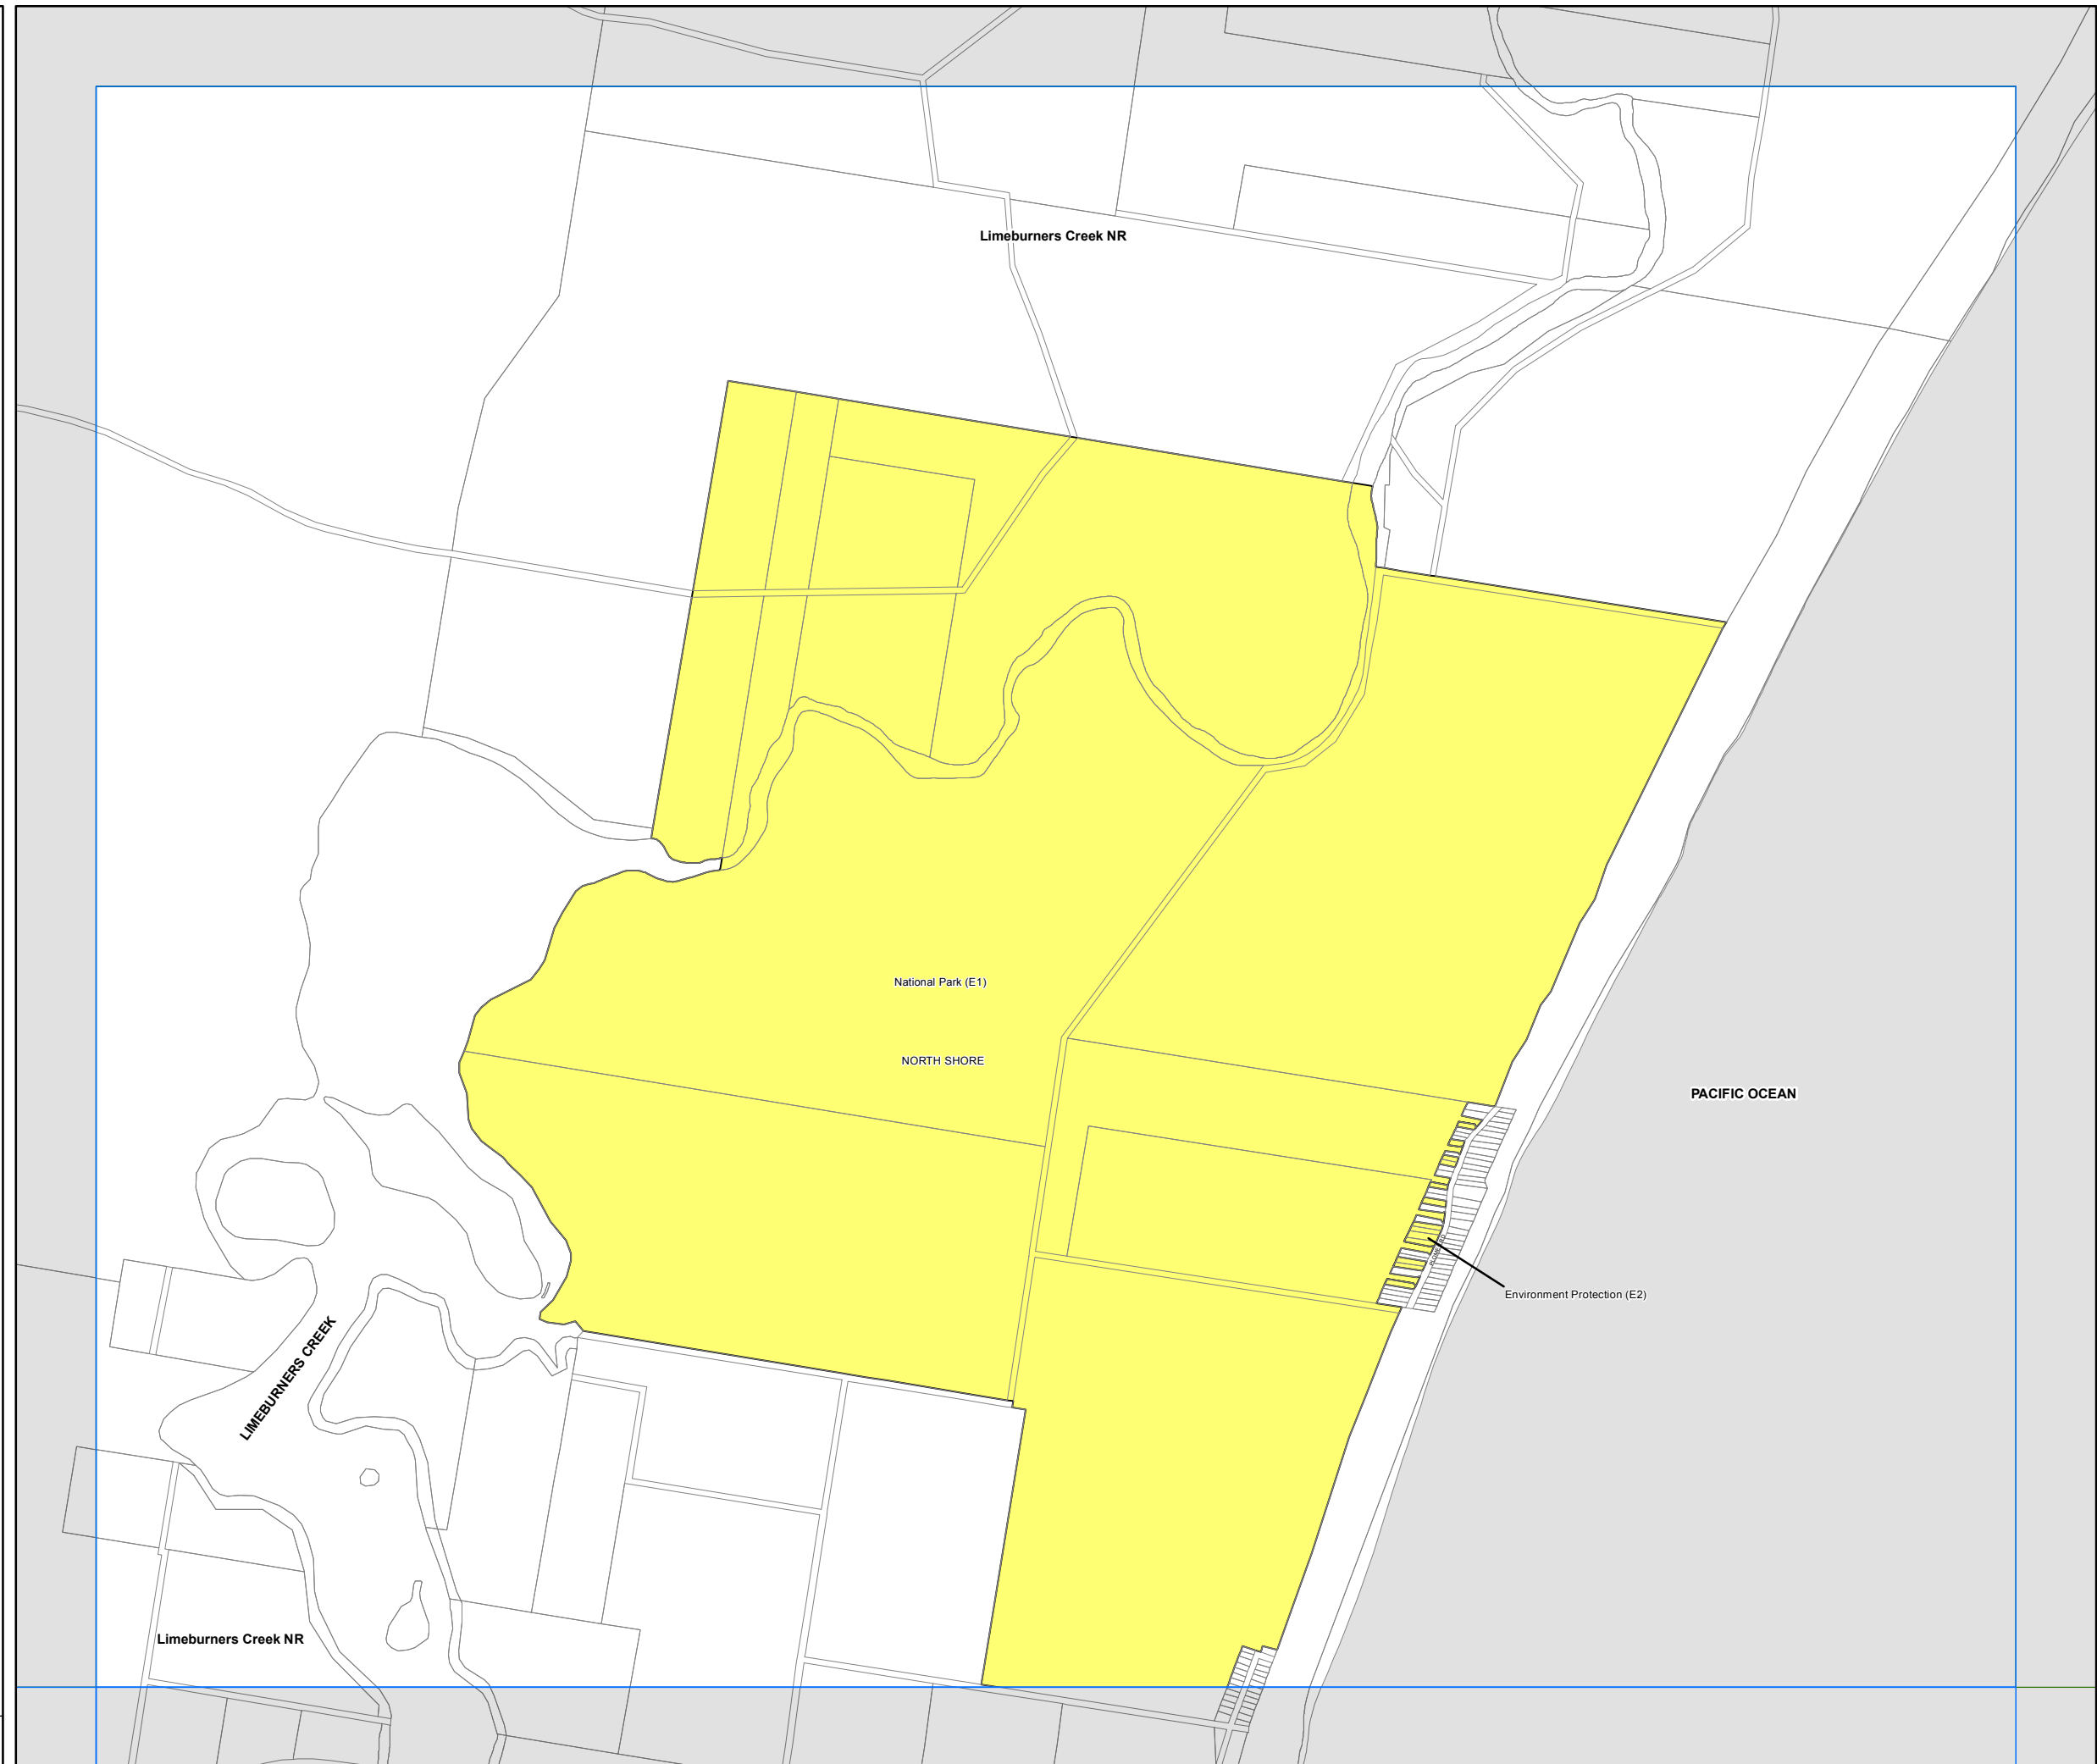 Limeburners Creek NR
National Park (E1)
NORTH SHORE
PACIFIC OCEAN
Environment Protection (E2)
LIMEBURNERS CREEK
Limeburners Creek NR